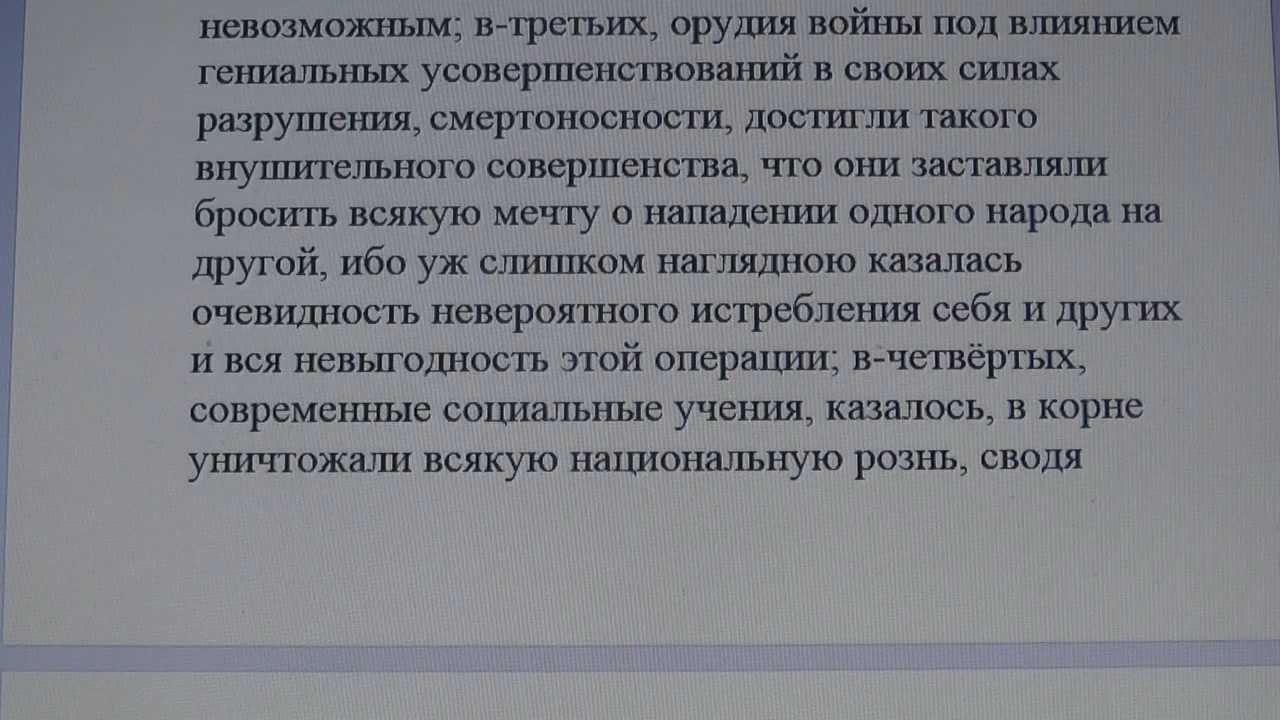 невозможным; в-третьих, орудия войны под влиянием
гениальных усовершенствований в своих силах
разрушения, смертоносности, достигли такого
внушительного совершенства, что они заставляли
бросить всякую мечту о нападении одного народа на
другой, ибо уж слишком наглядною казалась
очевидность невероятного истребления себя и других
и вся невыгодность этой операции; в-четвёртых,
современные социальные учения, казалось, в корне
уничтожали всякую национальную рознь, сводя